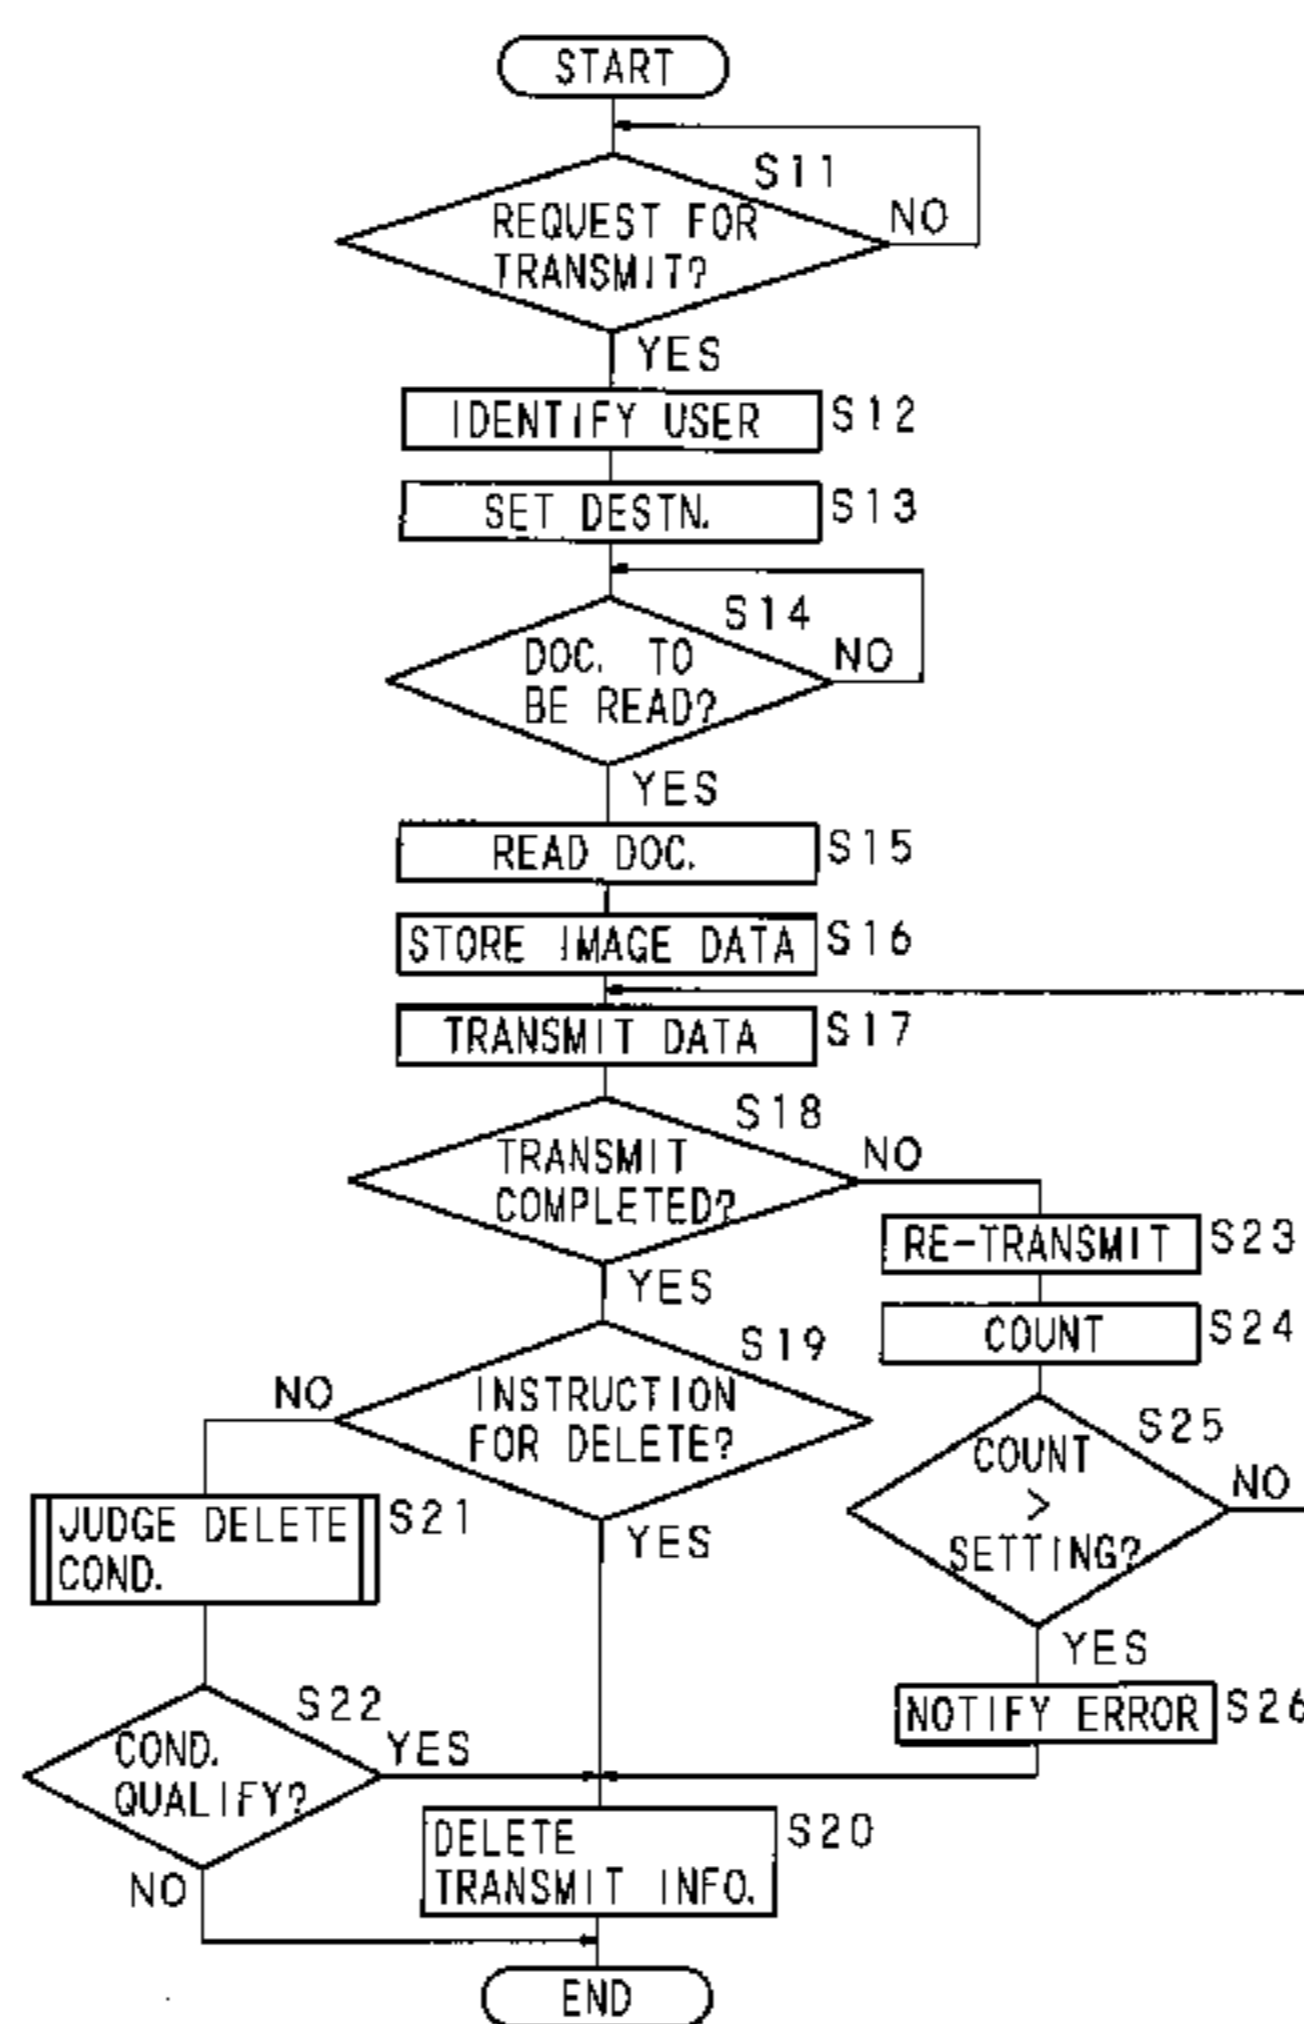 START
S11
REQUEST FOR
TRANSMIT?
NO
YES
IDENTIFY USER
S12
SET DESTN.
S13
S14
DOC. TO
BE READ?
NO
YES
READ DOC.
S15
STORE IMAGE DATA
S16
TRANSMIT DATA
S17
S18
TRANSMIT
COMPLETED?
NO
YES
RE-TRANSMIT
S23
COUNT
S24
S19
INSTRUCTION
FOR DELETE?
NO
YES
S25
COUNT
>
SETTING?
NO
YES
JUDGE DELETE
COND.
S21
NOTIFY ERROR
S26
S22
COND.
QUALIFY?
YES
NO
DELETE
TRANSMIT INFO.
S20
END